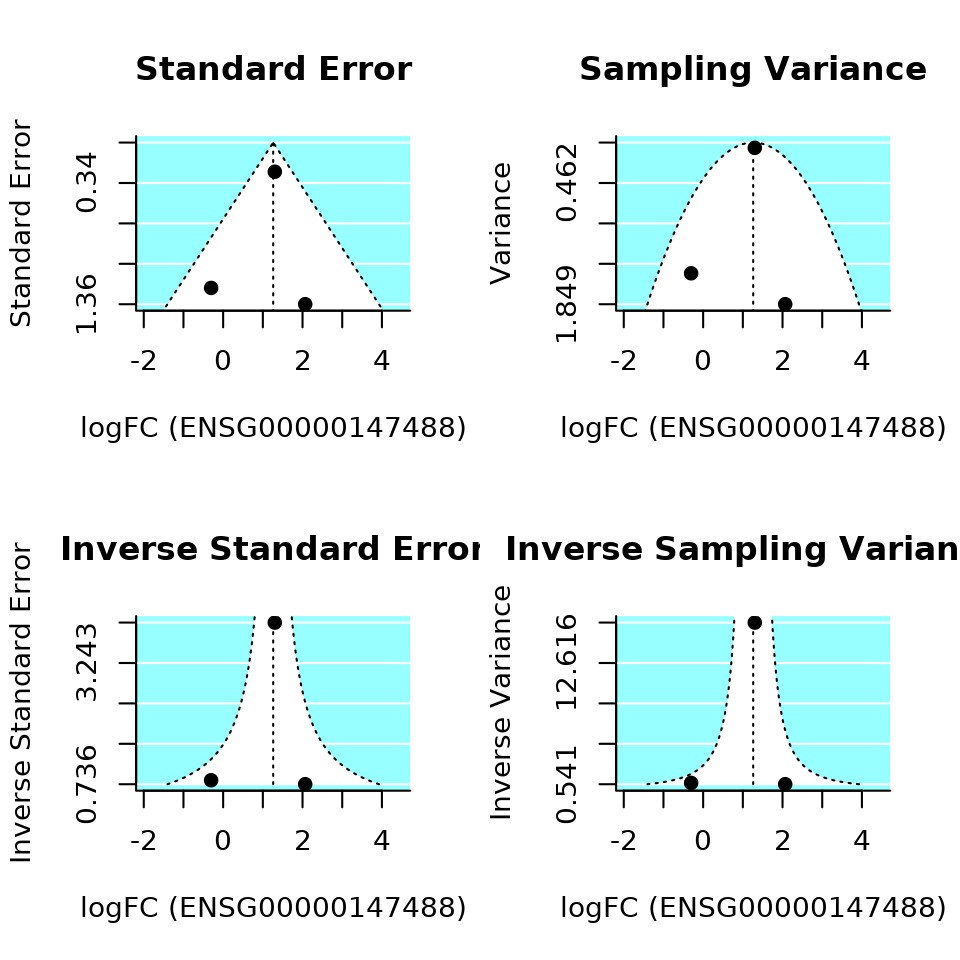 Standard Error
Standard Error
0.34
1.36
-2 0 2 4
logFC (ENSG00000147488)
Sampling Variance
Variance
0.462
1.849
-2 0 2 4
logFC (ENSG00000147488)
Inverse Standard Error
Inverse Standard Error
3.243
0.736
-2 0 2 4
logFC (ENSG00000147488)
Inverse Sampling Varian
Inverse Variance
12.616
0.541
-2 0 2 4
logFC (ENSG00000147488)